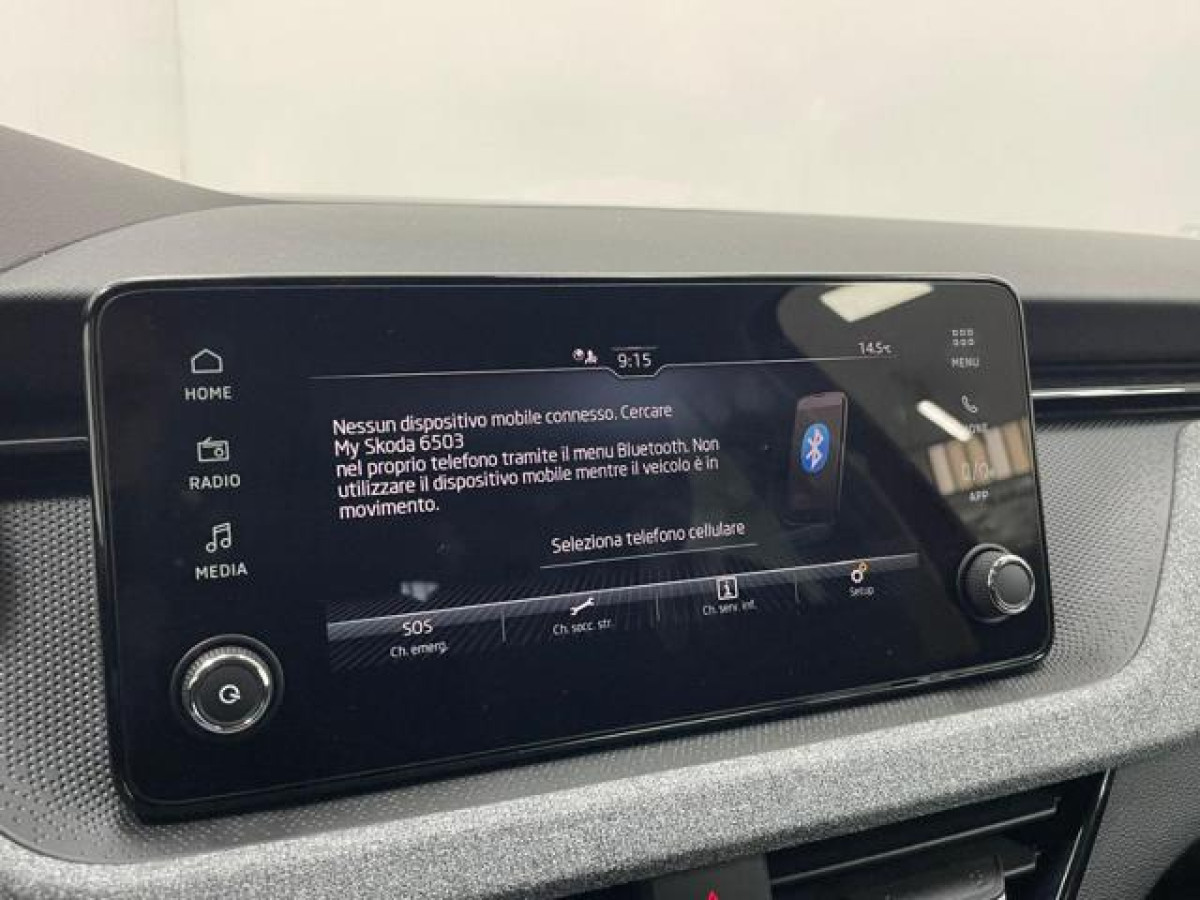 9:15
14.5°C
HOME
MENU
RADIO
MEDIA
APP
Nessun dispositivo mobile connesso. Cercare
My Skoda 6503
nel proprio telefono tramite il menu Bluetooth. Non
utilizzare il dispositivo mobile mentre il veicolo è in
movimento.
Seleziona telefono cellulare
SOS
Ch. emerg.
Ch. socc. str.
Ch. serv. inf.
Setup